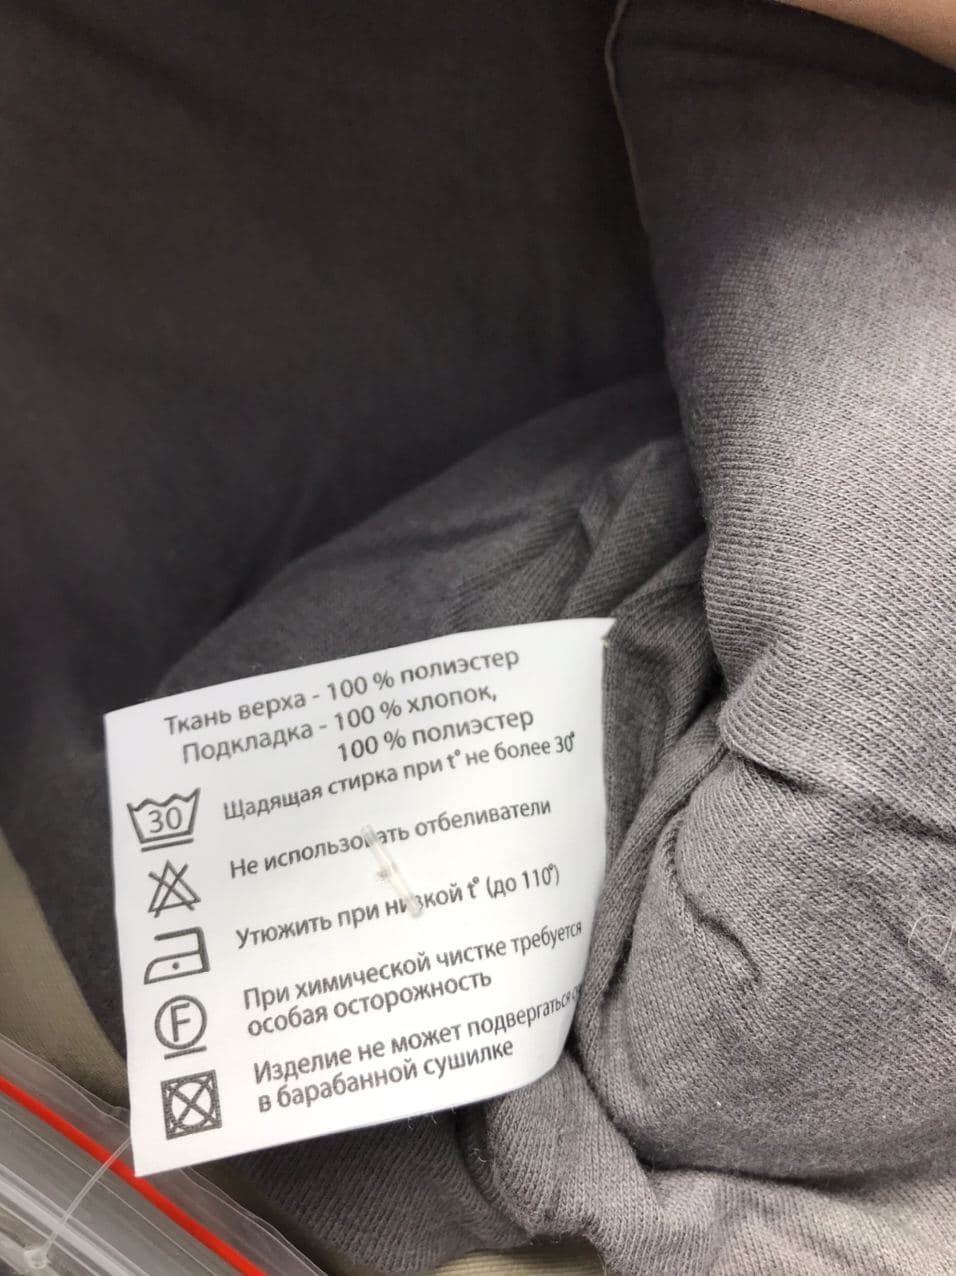 Ткань верха - 100 % полиэстер
Подкладка - 100 % хлопок,
100 % полиэстер
30 Щадящая стирка при t° не более 30°
Не использовать отбеливатели
Утюжить при низкой t° (до 110°)
F При химической чистке требуется
особая осторожность
Изделие не может подвергаться
в барабанной сушилке